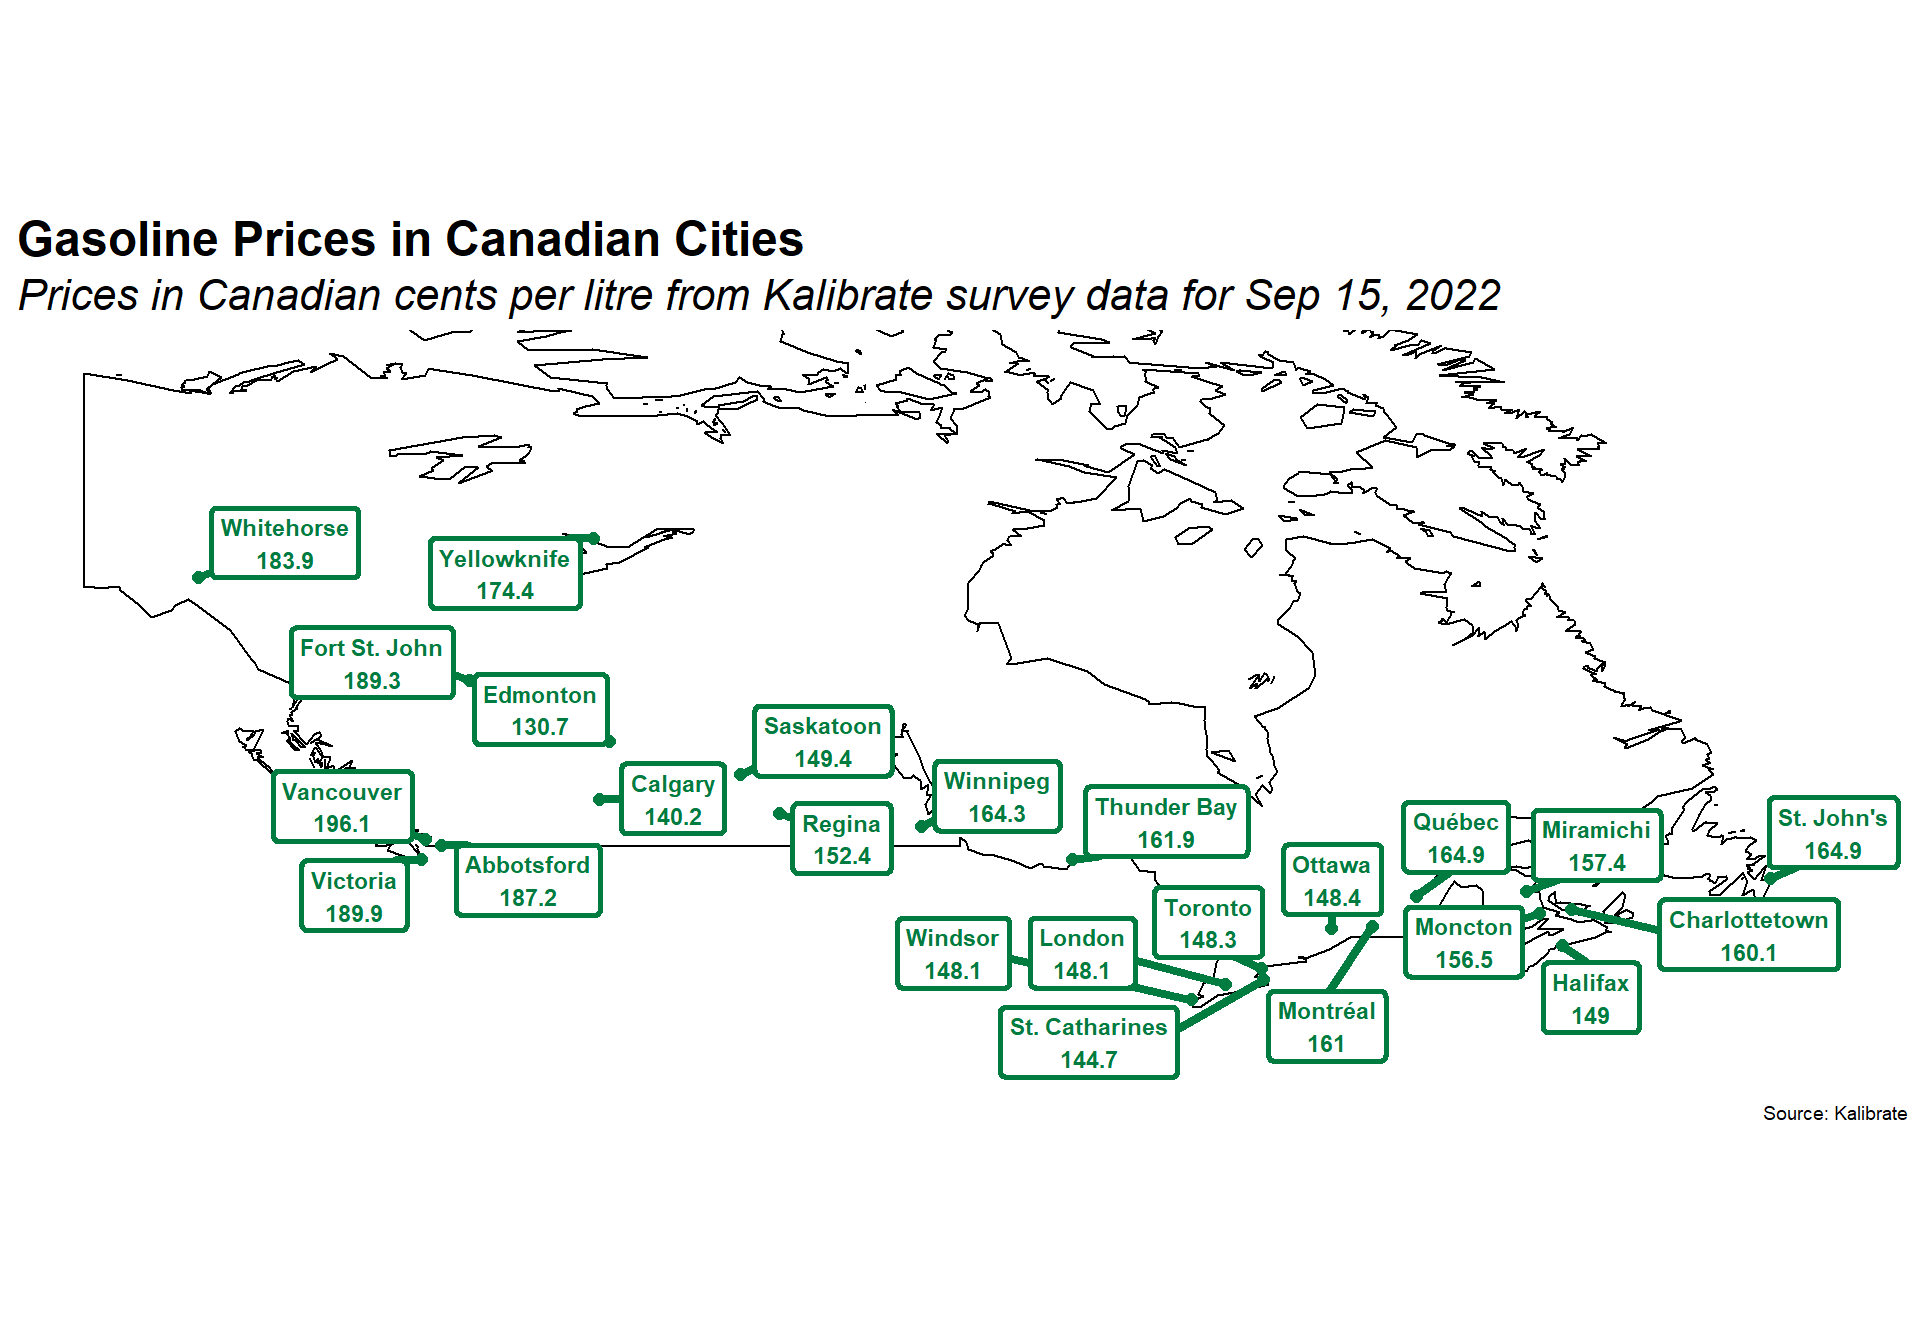 Gasoline Prices in Canadian Cities
Prices in Canadian cents per litre from Kalibrate survey data for Sep 15, 2022
Whitehorse
183.9
Yellowknife
174.4
Fort St. John
189.3
Edmonton
130.7
Saskatoon
149.4
Calgary
140.2
Winnipeg
164.3
Vancouver
196.1
Regina
152.4
Thunder Bay
161.9
Québec
164.9
Miramichi
157.4
St. John's
164.9
Victoria
189.9
Abbotsford
187.2
Ottawa
148.4
Toronto
148.3
Windsor
148.1
London
148.1
Moncton
156.5
Charlottetown
160.1
St. Catharines
144.7
Montréal
161
Halifax
149
Source: Kalibrate